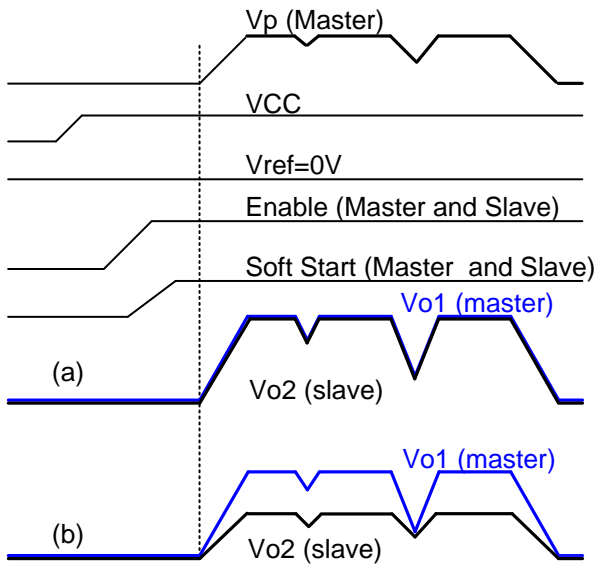 Vp (Master)
VCC
Vref=0V
Enable (Master and Slave)
Soft Start (Master and Slave)
Vo1 (master)
(a)
Vo2 (slave)
Vo1 (master)
(b)
Vo2 (slave)